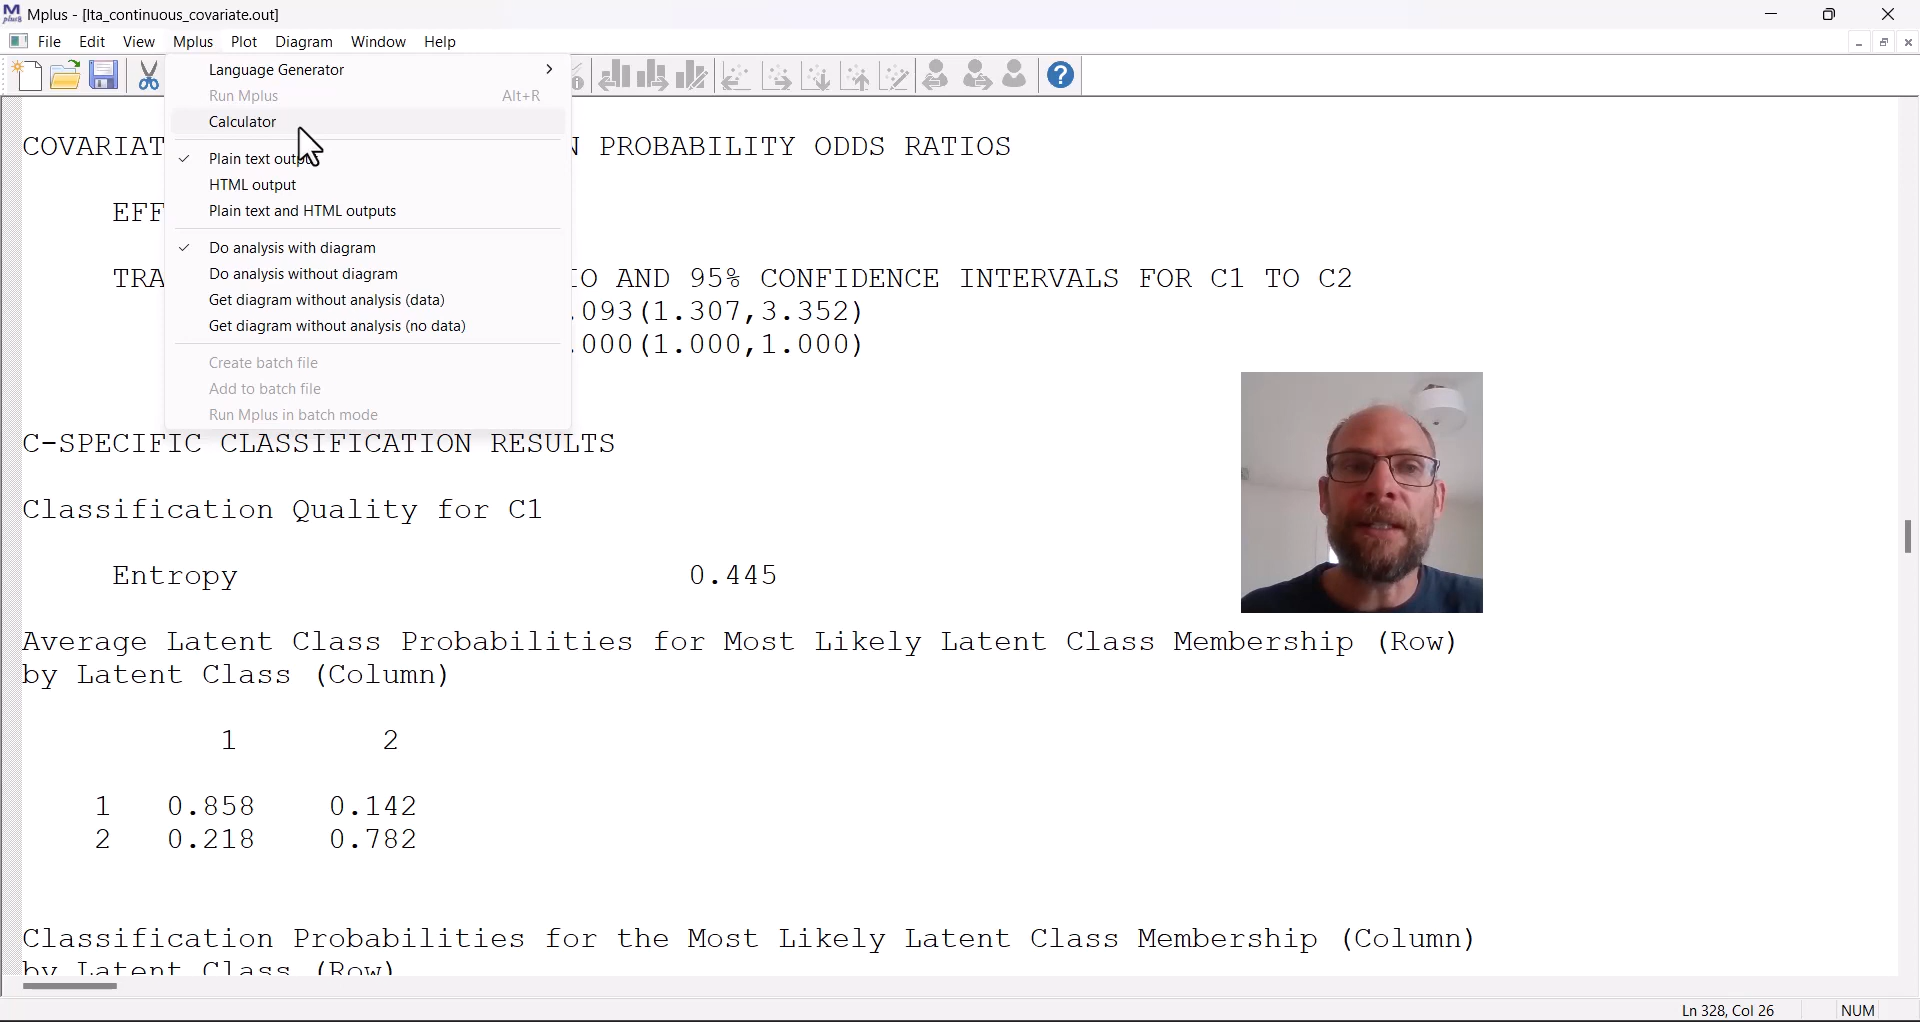 Mplus - [lta_continuous_covariate.out]
File Edit View Mplus Plot Diagram Window Help
Language Generator
Run Mplus Alt+R
Calculator
Plain text output
HTML output
Plain text and HTML outputs
Do analysis with diagram
Do analysis without diagram
Get diagram without analysis (data)
Get diagram without analysis (no data)
Create batch file
Add to batch file
Run Mplus in batch mode
COVARIAT N PROBABILITY ODDS RATIOS
EFF
TRA IO AND 95% CONFIDENCE INTERVALS FOR C1 TO C2
.093(1.307,3.352)
.000(1.000,1.000)
C-SPECIFIC CLASSIFICATION RESULTS
Classification Quality for C1
Entropy 0.445
Average Latent Class Probabilities for Most Likely Latent Class Membership (Row)
by Latent Class (Column)
1 2
1 0.858 0.142
2 0.218 0.782
Classification Probabilities for the Most Likely Latent Class Membership (Column)
by Latent Class (Row)
Ln 328, Col 26 NUM